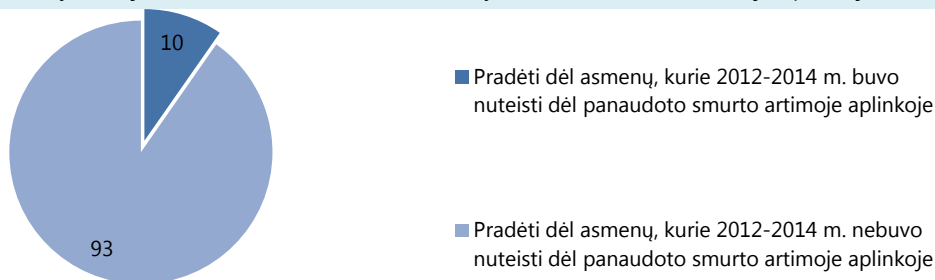 10
93
Pradėti dėl asmenų, kurie 2012-2014 m. buvo
nuteisti dėl panaudoto smurto artimoje aplinkoje
Pradėti dėl asmenų, kurie 2012-2014 m. nebuvo
nuteisti dėl panaudoto smurto artimoje aplinkoje